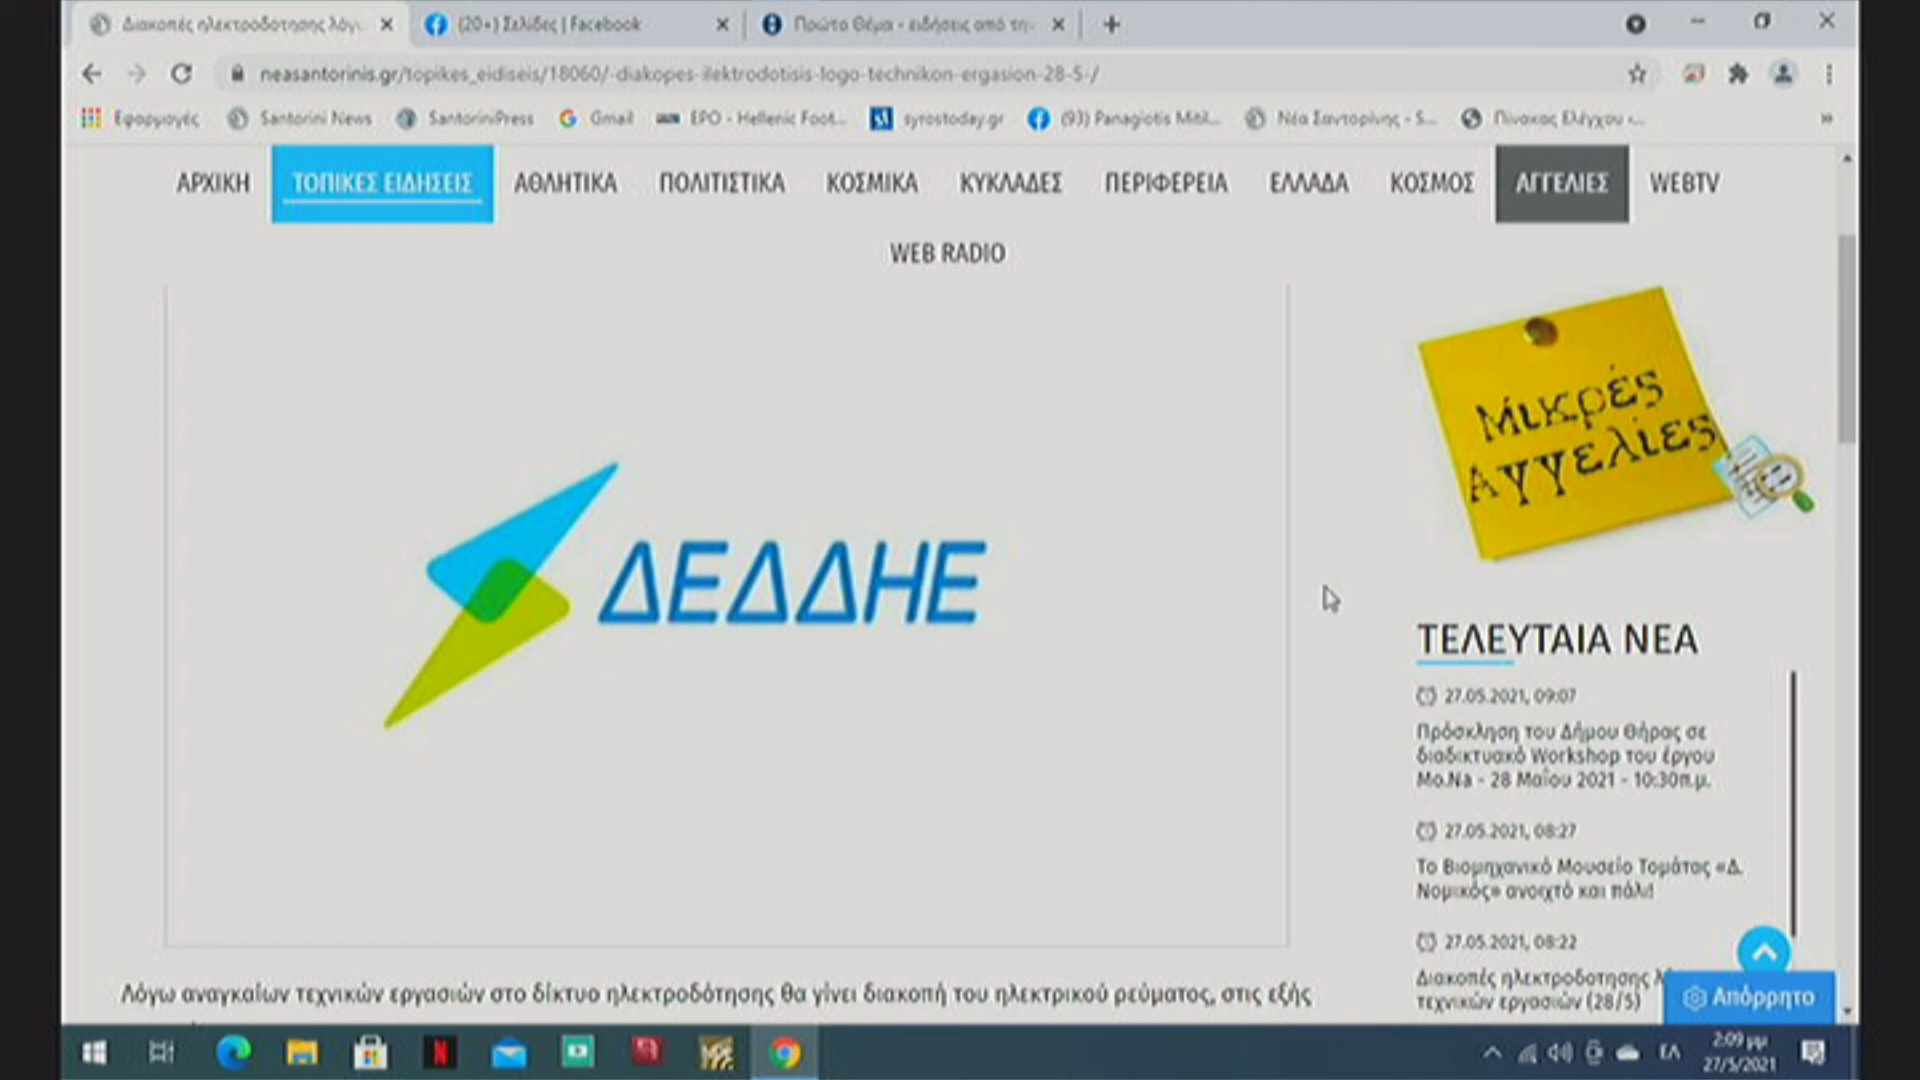 Διακοπές ηλεκτροδοτησης λόγι
(20+) Σελίδες | Facebook
Πρώτο Θέμα - ειδήσεις από την
neasantorinis.gr/topikes_eidiseis/18060/-diakopes-ilektrodotisis-logo-technikon-ergasion-28-5-/
Εφαρμογές
Santorini News
SantoriniPress
Gmail
EPO - Hellenic Foot...
syrostoday.gr
(93) Panagiotis Mitil...
Νέα Σαντορίνης - S...
Πίνακας Ελέγχου ‹...
ΑΡΧΙΚΗ
ΤΟΠΙΚΕΣ ΕΙΔΗΣΕΙΣ
ΑΘΛΗΤΙΚΑ
ΠΟΛΙΤΙΣΤΙΚΑ
ΚΟΣΜΙΚΑ
ΚΥΚΛΑΔΕΣ
ΠΕΡΙΦΕΡΕΙΑ
ΕΛΛΑΔΑ
ΚΟΣΜΟΣ
ΑΓΓΕΛΙΕΣ
WEBTV
WEB RADIO
ΔΕΔΔΗΕ
Μικρές
Αγγελίες
ΤΕΛΕΥΤΑΙΑ ΝΕΑ
27.05.2021, 09:07
Πρόσκληση του Δήμου Θήρας σε
διαδικτυακό Workshop του έργου
Mo.Na - 28 Μαΐου 2021 - 10:30π.μ.
27.05.2021, 08:27
Το Βιομηχανικό Μουσείο Τομάτας «Δ.
Νομικός» ανοιχτό και πάλι!
27.05.2021, 08:22
Διακοπές ηλεκτροδοτησης
τεχνικών εργασιών (28/5)
Απόρρητο
Λόγω αναγκαίων τεχνικών εργασιών στο δίκτυο ηλεκτροδότησης θα γίνει διακοπή του ηλεκτρικού ρεύματος, στις εξής
ΕΛ
2:09 μμ
27/5/2021